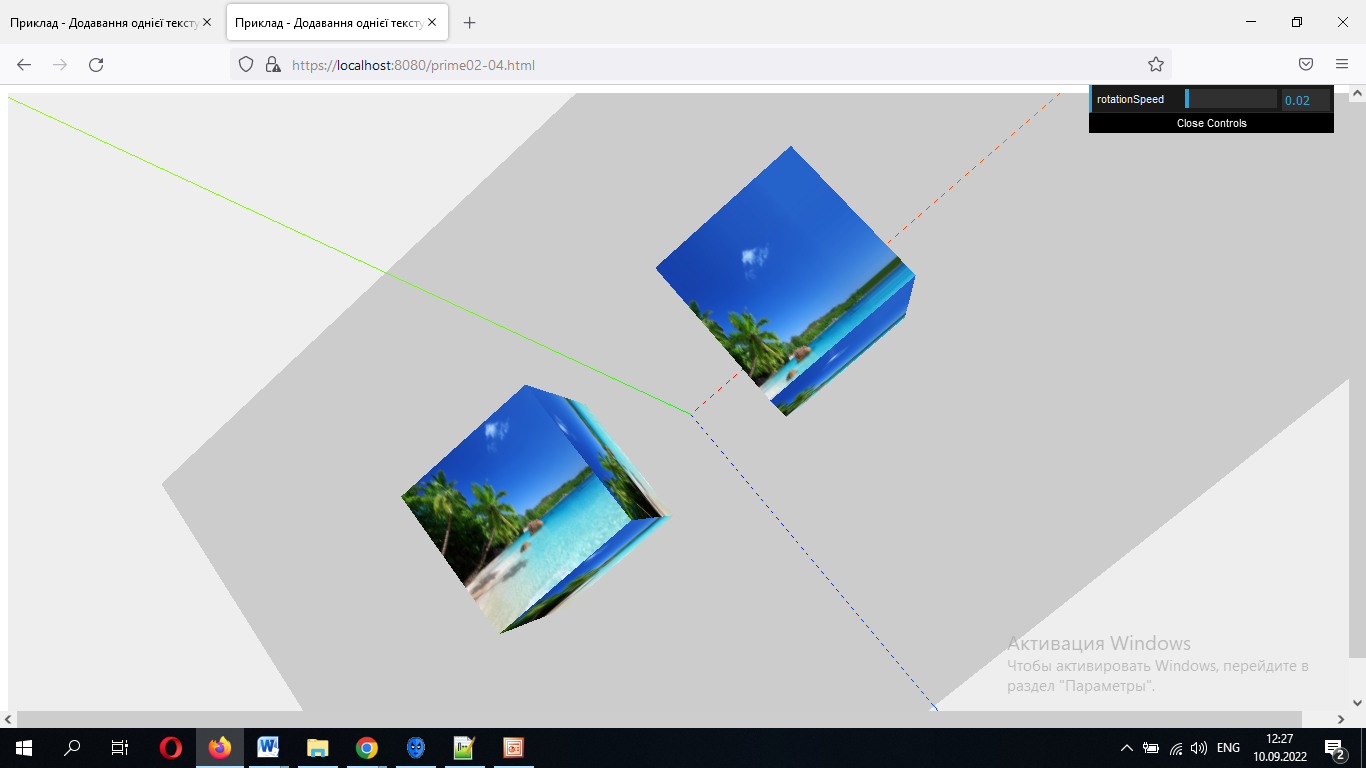 Приклад - Додавання однієї тексту
Приклад - Додавання однієї тексту
https://localhost:8080/prime02-04.html
rotationSpeed
0.02
Close Controls
Активация Windows
Чтобы активировать Windows, перейдите в
раздел "Параметры".
ENG
12:27
10.09.2022
2